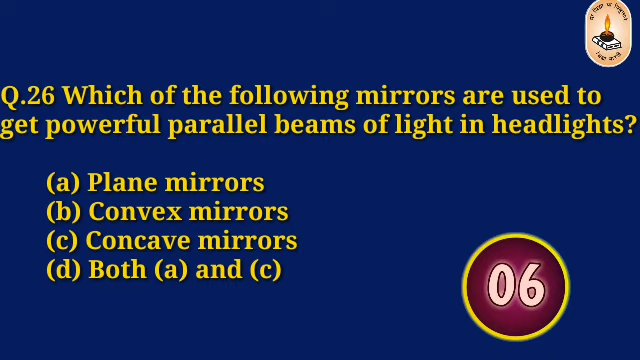 Q.26 Which of the following mirrors are used to
get powerful parallel beams of light in headlights?
(a) Plane mirrors
(b) Convex mirrors
(c) Concave mirrors
(d) Both (a) and (c)
06